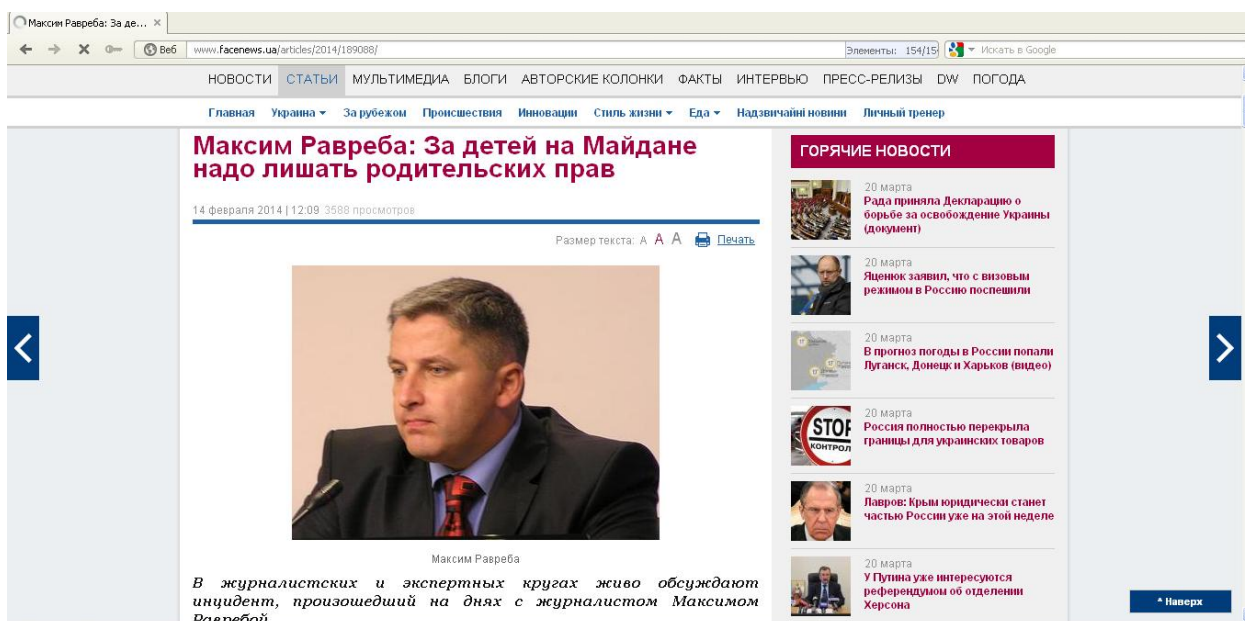 Максим Равреба: За де... ×
Веб www.facenews.ua/articles/2014/189088/ Элементы: 154/15 Искать в Google
НОВОСТИ СТАТЬИ МУЛЬТИМЕДИА БЛОГИ АВТОРСКИЕ КОЛОНКИ ФАКТЫ ИНТЕРВЬЮ ПРЕСС-РЕЛИЗЫ DW ПОГОДА
Главная Украина За рубежом Происшествия Инновации Стиль жизни Еда Надзвичайні новини Личный тренер
Максим Равреба: За детей на Майдане
надо лишать родительских прав
14 февраля 2014 | 12:09 3588 просмотров
Размер текста: A A A Печать
Максим Равреба
В журналистских и экспертных кругах живо обсуждают
инцидент, произошедший на днях с журналистом Максимом
Равребой
ГОРЯЧИЕ НОВОСТИ
20 марта
Рада приняла Декларацию о
борьбе за освобождение Украины
(документ)
20 марта
Яценюк заявил, что с визовым
режимом в Россию поспешили
20 марта
В прогноз погоды в России попали
Луганск, Донецк и Харьков (видео)
STOP
КОНТРОЛ
20 марта
Россия полностью перекрыла
границы для украинских товаров
20 марта
Лавров: Крым юридически станет
частью России уже на этой неделе
20 марта
У Путина уже интересуются
референдумом об отделении
Херсона
^ Наверх